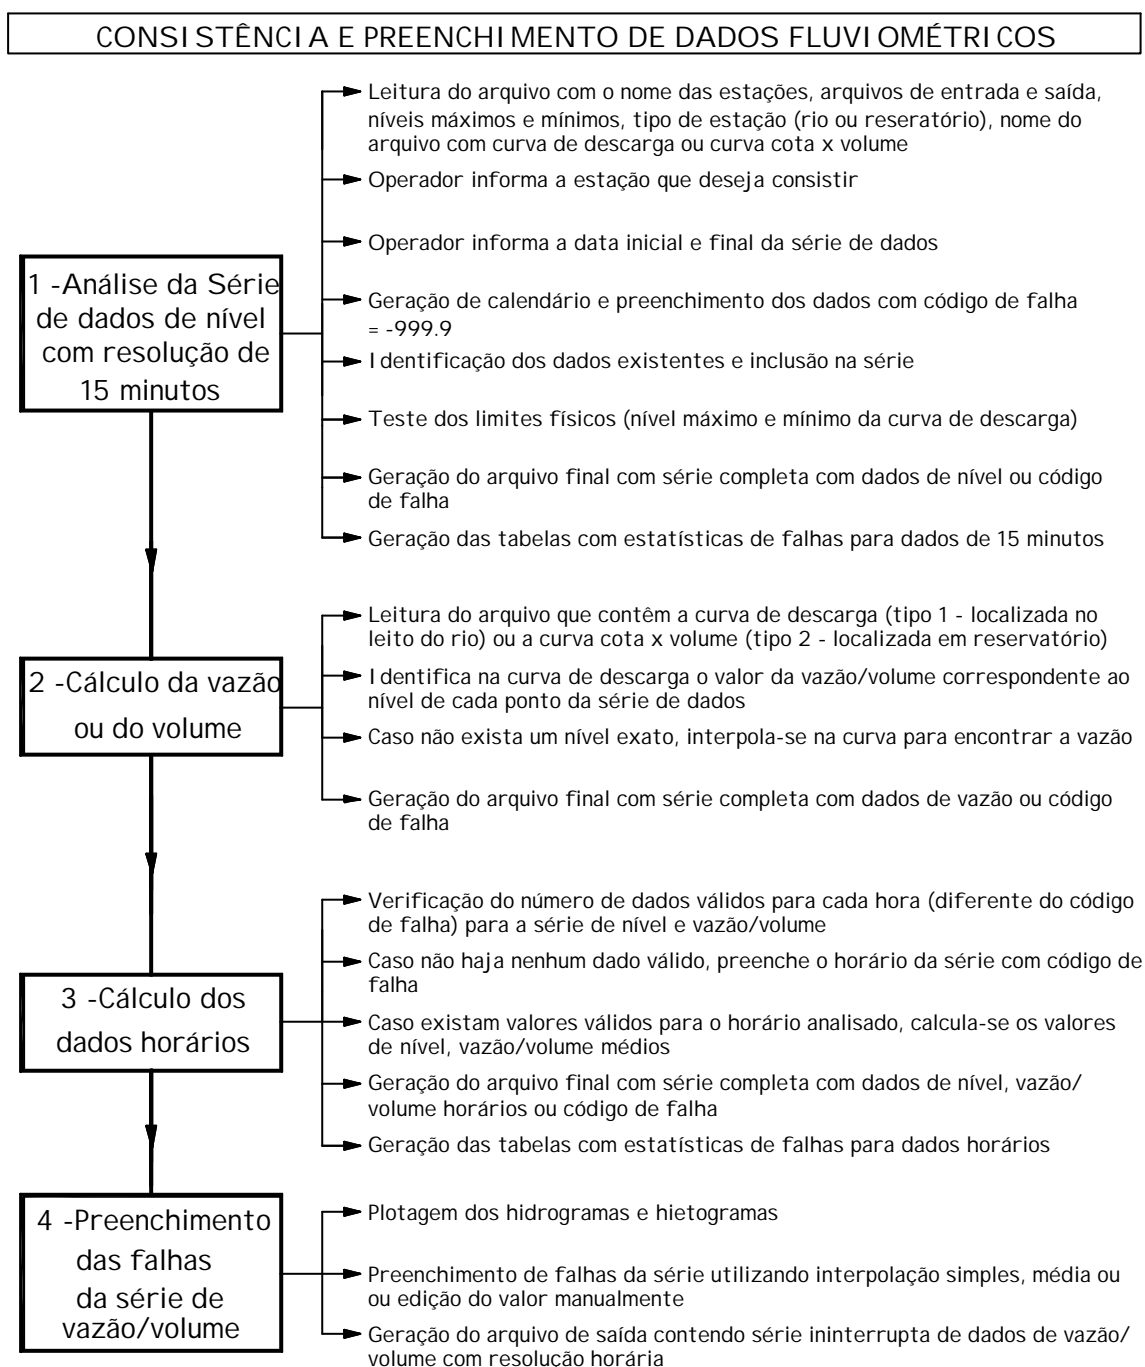 CONSISTÊNCIA E PREENCHIMENTO DE DADOS FLUVIOMÉTRICOS
1 -Análise da Série
de dados de nível
com resolução de
15 minutos
Leitura do arquivo com o nome das estações, arquivos de entrada e saída,
níveis máximos e mínimos, tipo de estação (rio ou reseratório), nome do
arquivo com curva de descarga ou curva cota x volume
Operador informa a estação que deseja consistir
Operador informa a data inicial e final da série de dados
Geração de calendário e preenchimento dos dados com código de falha
= -999.9
Identificação dos dados existentes e inclusão na série
Teste dos limites físicos (nível máximo e mínimo da curva de descarga)
Geração do arquivo final com série completa com dados de nível ou código
de falha
Geração das tabelas com estatísticas de falhas para dados de 15 minutos
2 -Cálculo da vazão
ou do volume
Leitura do arquivo que contêm a curva de descarga (tipo 1 - localizada no
leito do rio) ou a curva cota x volume (tipo 2 - localizada em reservatório)
Identifica na curva de descarga o valor da vazão/volume correspondente ao
nível de cada ponto da série de dados
Caso não exista um nível exato, interpola-se na curva para encontrar a vazão
Geração do arquivo final com série completa com dados de vazão ou código
de falha
3 -Cálculo dos
dados horários
Verificação do número de dados válidos para cada hora (diferente do código
de falha) para a série de nível e vazão/volume
Caso não haja nenhum dado válido, preenche o horário da série com código de
falha
Caso existam valores válidos para o horário analisado, calcula-se os valores
de nível, vazão/volume médios
Geração do arquivo final com série completa com dados de nível, vazão/
volume horários ou código de falha
Geração das tabelas com estatísticas de falhas para dados horários
4 -Preenchimento
das falhas
da série de
vazão/volume
Plotagem dos hidrogramas e hietogramas
Preenchimento de falhas da série utilizando interpolação simples, média ou
ou edição do valor manualmente
Geração do arquivo de saída contendo série ininterrupta de dados de vazão/
volume com resolução horária